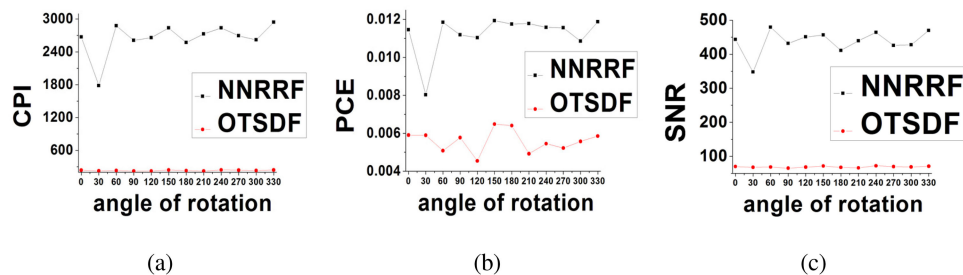 CPI
3000
2400
1800
1200
600
NNRRF
OTSDF
0 30 60 90 120 150 180 210 240 270 300 330
angle of rotation
(a)
PCE
0.012
0.010
0.008
0.006
0.004
NNRRF
OTSDF
0 30 60 90 120 150 180 210 240 270 300 330
angle of rotation
(b)
SNR
500
400
300
200
100
NNRRF
OTSDF
0 30 60 90 120 150 180 210 240 270 300 330
angle of rotation
(c)